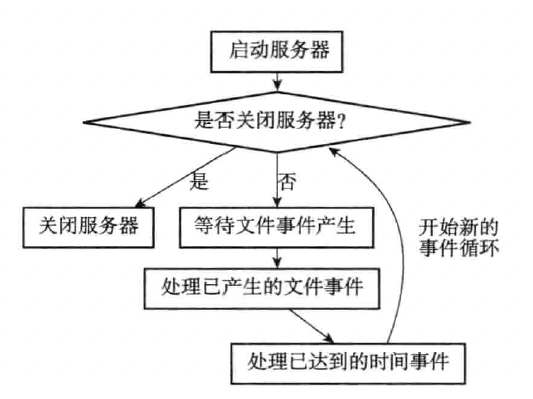 启动服务器
是否关闭服务器?
是
否
关闭服务器
等待文件事件产生
开始新的
事件循环
处理已产生的文件事件
处理已达到的时间事件